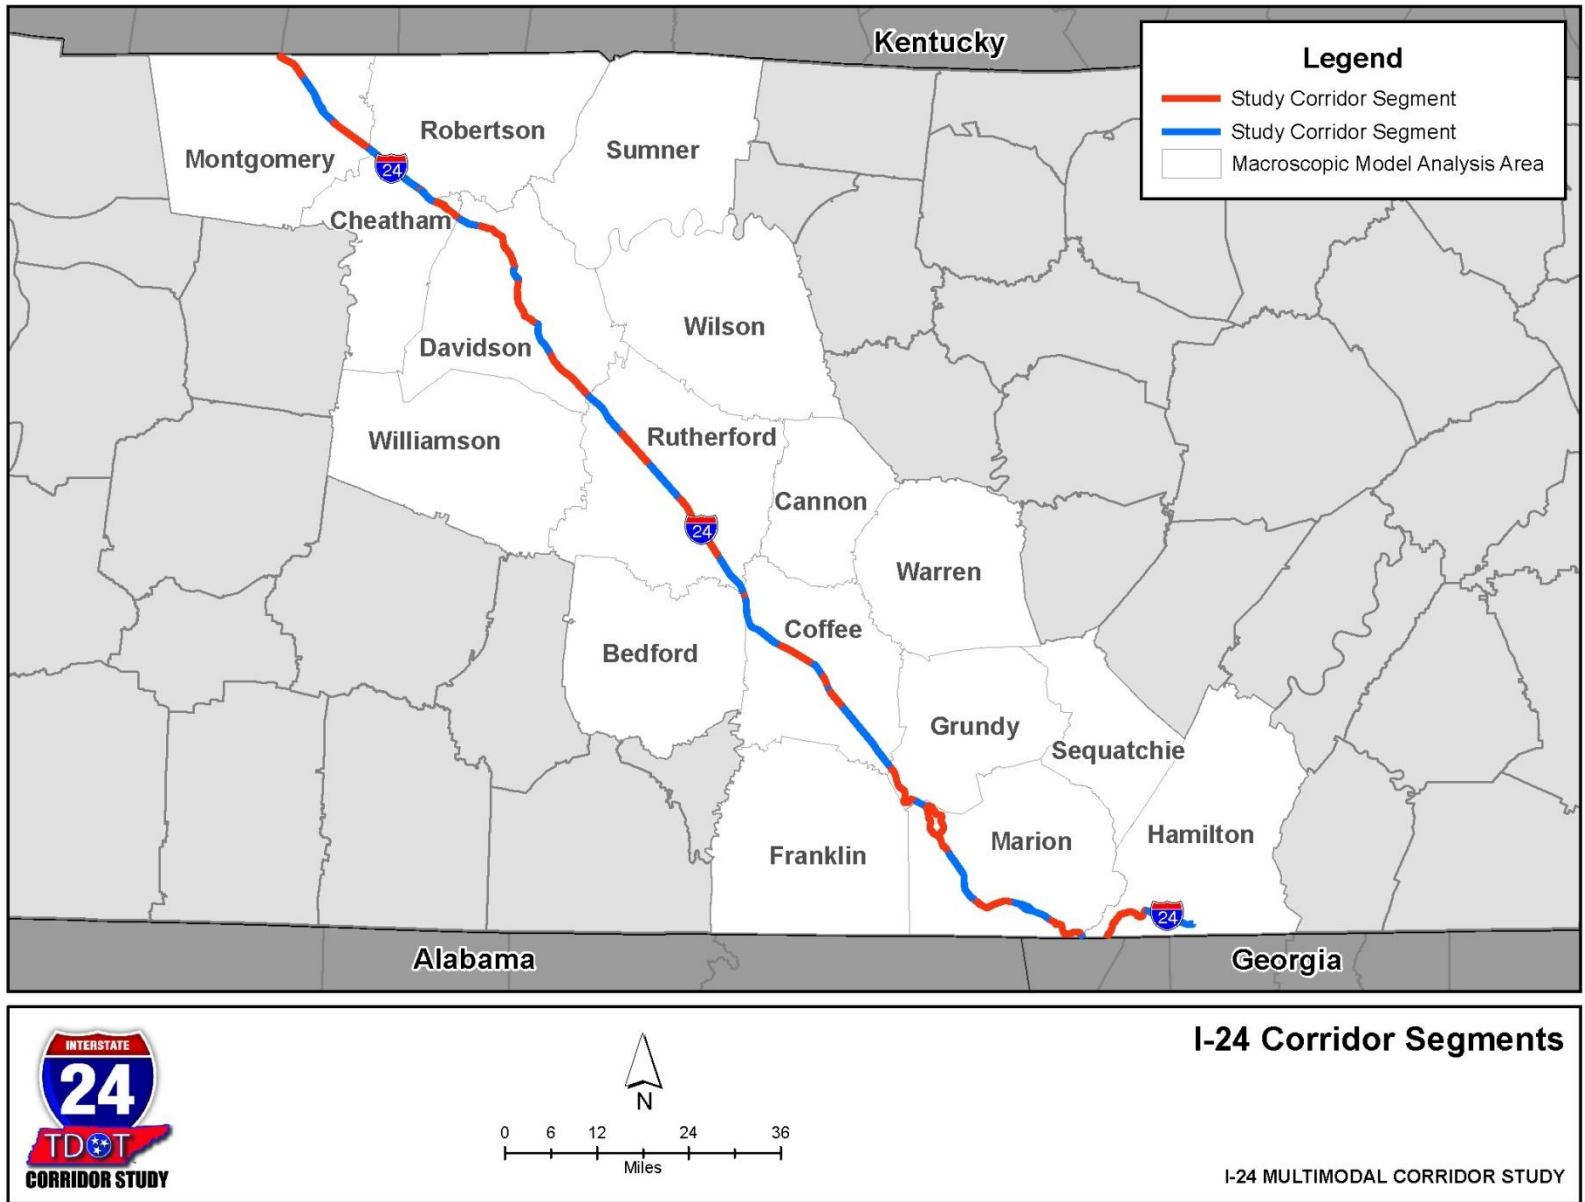 Kentucky
Legend
Study Corridor Segment
Study Corridor Segment
Macroscopic Model Analysis Area
Robertson
Sumner
Montgomery
24
Cheatham
Wilson
Davidson
Williamson
Rutherford
Cannon
24
Warren
Coffee
Bedford
Grundy
Sequatchie
Hamilton
Marion
Franklin
24
Alabama
Georgia
INTERSTATE
24
TDOT
CORRIDOR STUDY
N
0 6 12 24 36
Miles
I-24 Corridor Segments
I-24 MULTIMODAL CORRIDOR STUDY